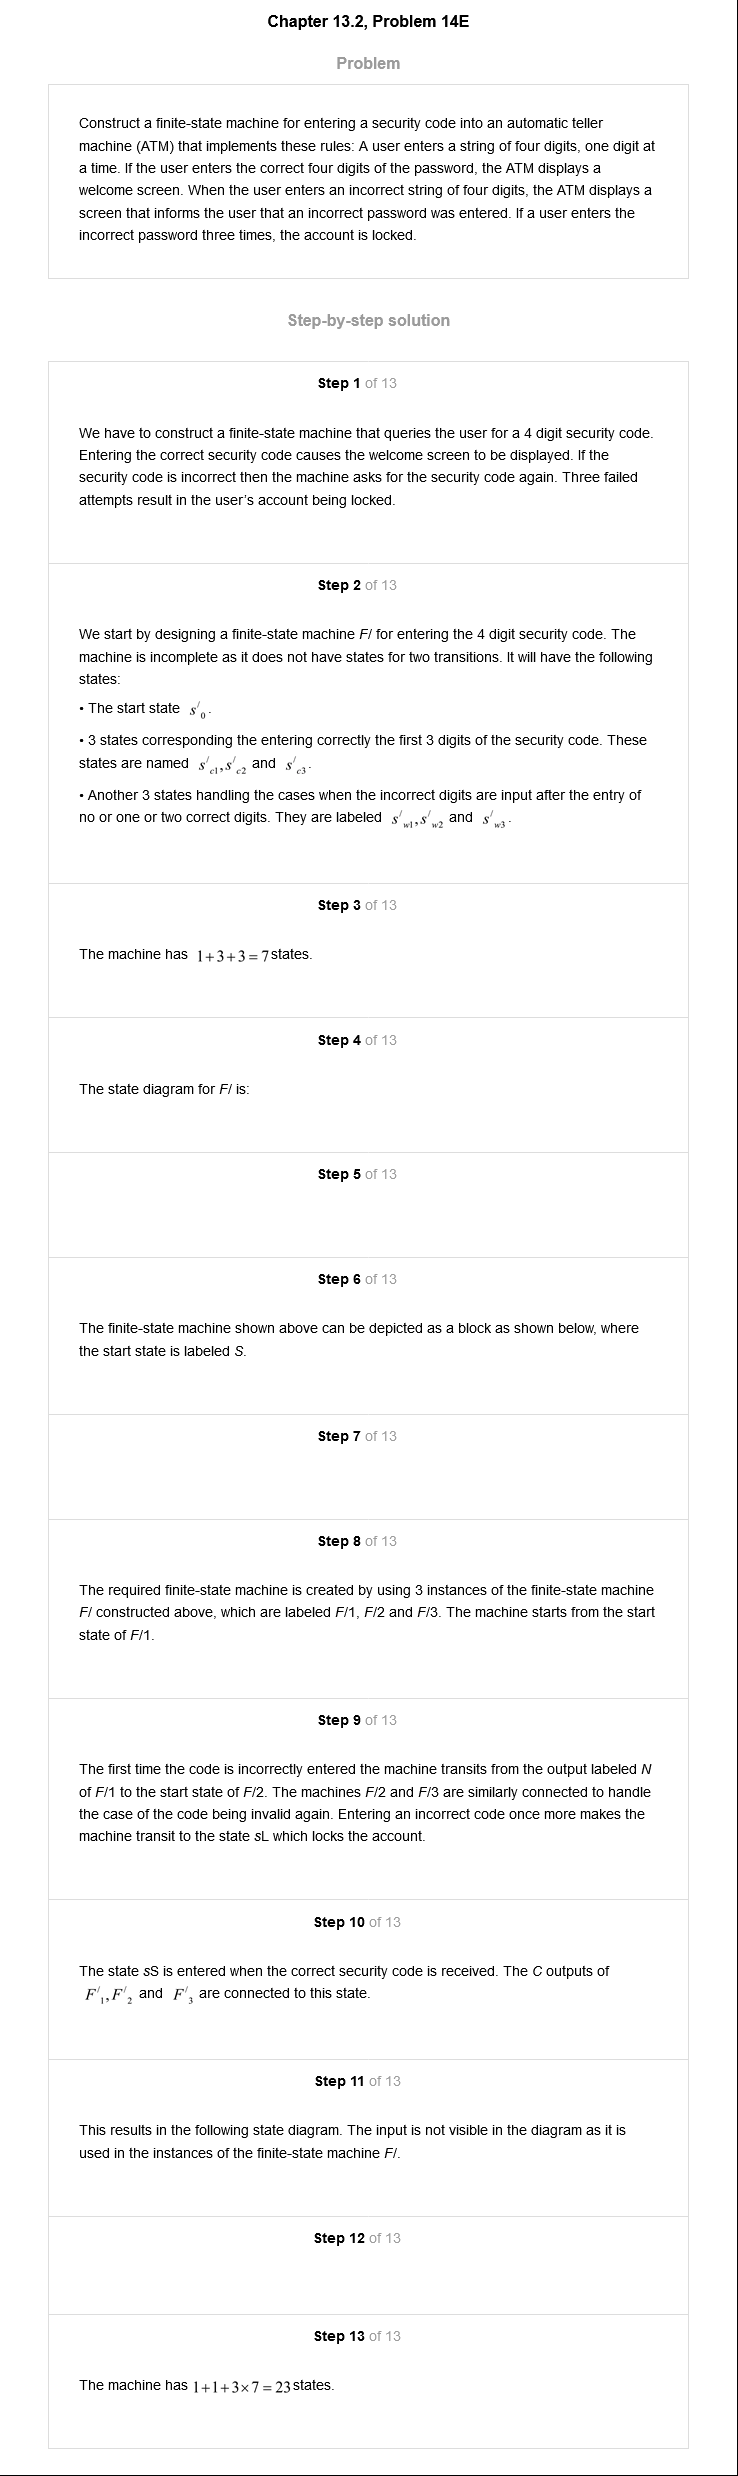 Chapter 13.2, Problem 14E
Problem
Construct a finite-state machine for entering a security code into an automatic teller
machine (ATM) that implements these rules: A user enters a string of four digits, one digit at
a time. If the user enters the correct four digits of the password, the ATM displays a
welcome screen. When the user enters an incorrect string of four digits, the ATM displays a
screen that informs the user that an incorrect password was entered. If a user enters the
incorrect password three times, the account is locked.
Step-by-step solution
Step 1 of 13
We have to construct a finite-state machine that queries the user for a 4 digit security code.
Entering the correct security code causes the welcome screen to be displayed. If the
security code is incorrect then the machine asks for the security code again. Three failed
attempts result in the user's account being locked.
Step 2 of 13
We start by designing a finite-state machine F/ for entering the 4 digit security code. The
machine is incomplete as it does not have states for two transitions. It will have the following
states:
• The start state s/0.
• 3 states corresponding the entering correctly the first 3 digits of the security code. These
states are named s/c1, s/c2 and s/c3.
• Another 3 states handling the cases when the incorrect digits are input after the entry of
no or one or two correct digits. They are labeled s/w1, s/w2 and s/w3.
Step 3 of 13
The machine has 1+3+3=7 states.
Step 4 of 13
The state diagram for F/ is:
Step 5 of 13
Step 6 of 13
The finite-state machine shown above can be depicted as a block as shown below, where
the start state is labeled S.
Step 7 of 13
Step 8 of 13
The required finite-state machine is created by using 3 instances of the finite-state machine
F/ constructed above, which are labeled F/1, F/2 and F/3. The machine starts from the start
state of F/1.
Step 9 of 13
The first time the code is incorrectly entered the machine transits from the output labeled N
of F/1 to the start state of F/2. The machines F/2 and F/3 are similarly connected to handle
the case of the code being invalid again. Entering an incorrect code once more makes the
machine transit to the state sL which locks the account.
Step 10 of 13
The state sS is entered when the correct security code is received. The C outputs of
F/1, F/2 and F/3 are connected to this state.
Step 11 of 13
This results in the following state diagram. The input is not visible in the diagram as it is
used in the instances of the finite-state machine F/.
Step 12 of 13
Step 13 of 13
The machine has 1+1+3×7=23 states.